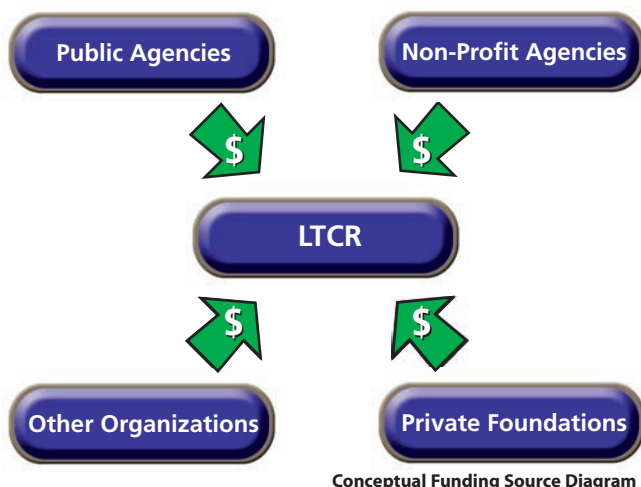 Public Agencies
Non-Profit Agencies
$
$
LTCR
$
$
Other Organizations
Private Foundations
Conceptual Funding Source Diagram